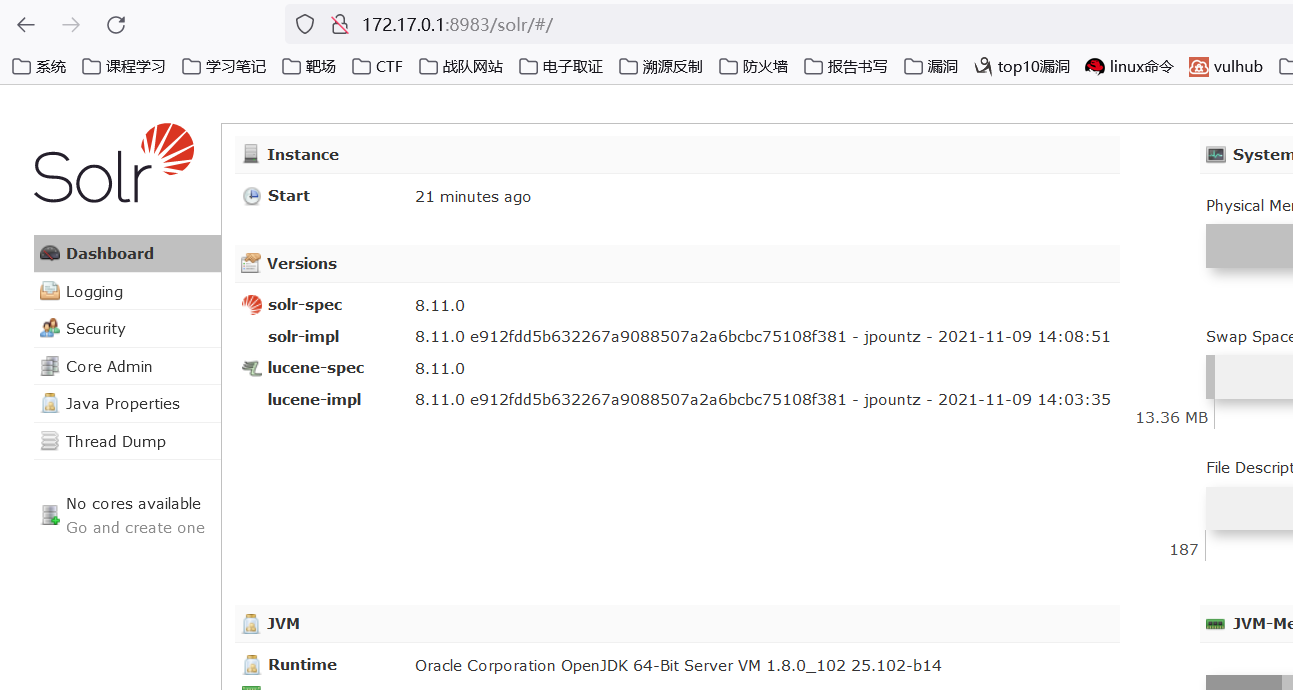 172.17.0.1:8983/solr/#/
系统 课程学习 学习笔记 靶场 CTF 战队网站 电子取证 溯源反制 防火墙 报告书写 漏洞 top10漏洞 linux命令 vulhub
Solr
Dashboard
Logging
Security
Core Admin
Java Properties
Thread Dump
No cores available
Go and create one
Instance
Start 21 minutes ago
Versions
solr-spec 8.11.0
solr-impl 8.11.0 e912fdd5b632267a9088507a2a6bcbc75108f381 - jpountz - 2021-11-09 14:08:51
lucene-spec 8.11.0
lucene-impl 8.11.0 e912fdd5b632267a9088507a2a6bcbc75108f381 - jpountz - 2021-11-09 14:03:35
JVM
Runtime Oracle Corporation OpenJDK 64-Bit Server VM 1.8.0_102 25.102-b14
System
Physical Me
Swap Space
13.36 MB
File Descript
187
JVM-Me